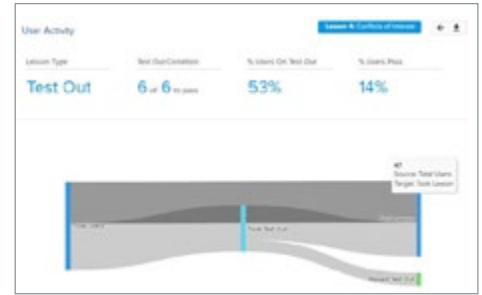 User Activity
Lesson 4: Conflicts of Interest
Lesson Type
Test Out Condition
% Users On Test Out
% Users Pass
Test Out
6 of 6 to pass
53%
14%
Source: Total Users
Target: Took Lesson
Total Users
Took Test Out
Passed Test Out